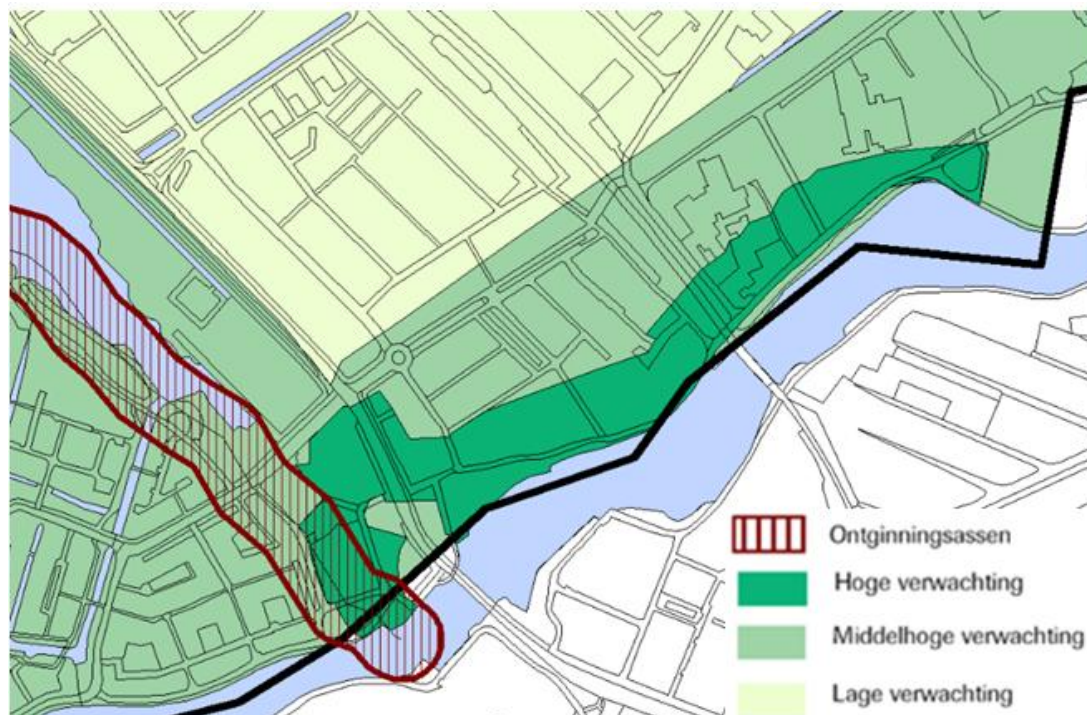 Ontginningsassen
Hoge verwachting
Middelhoge verwachting
Lage verwachting